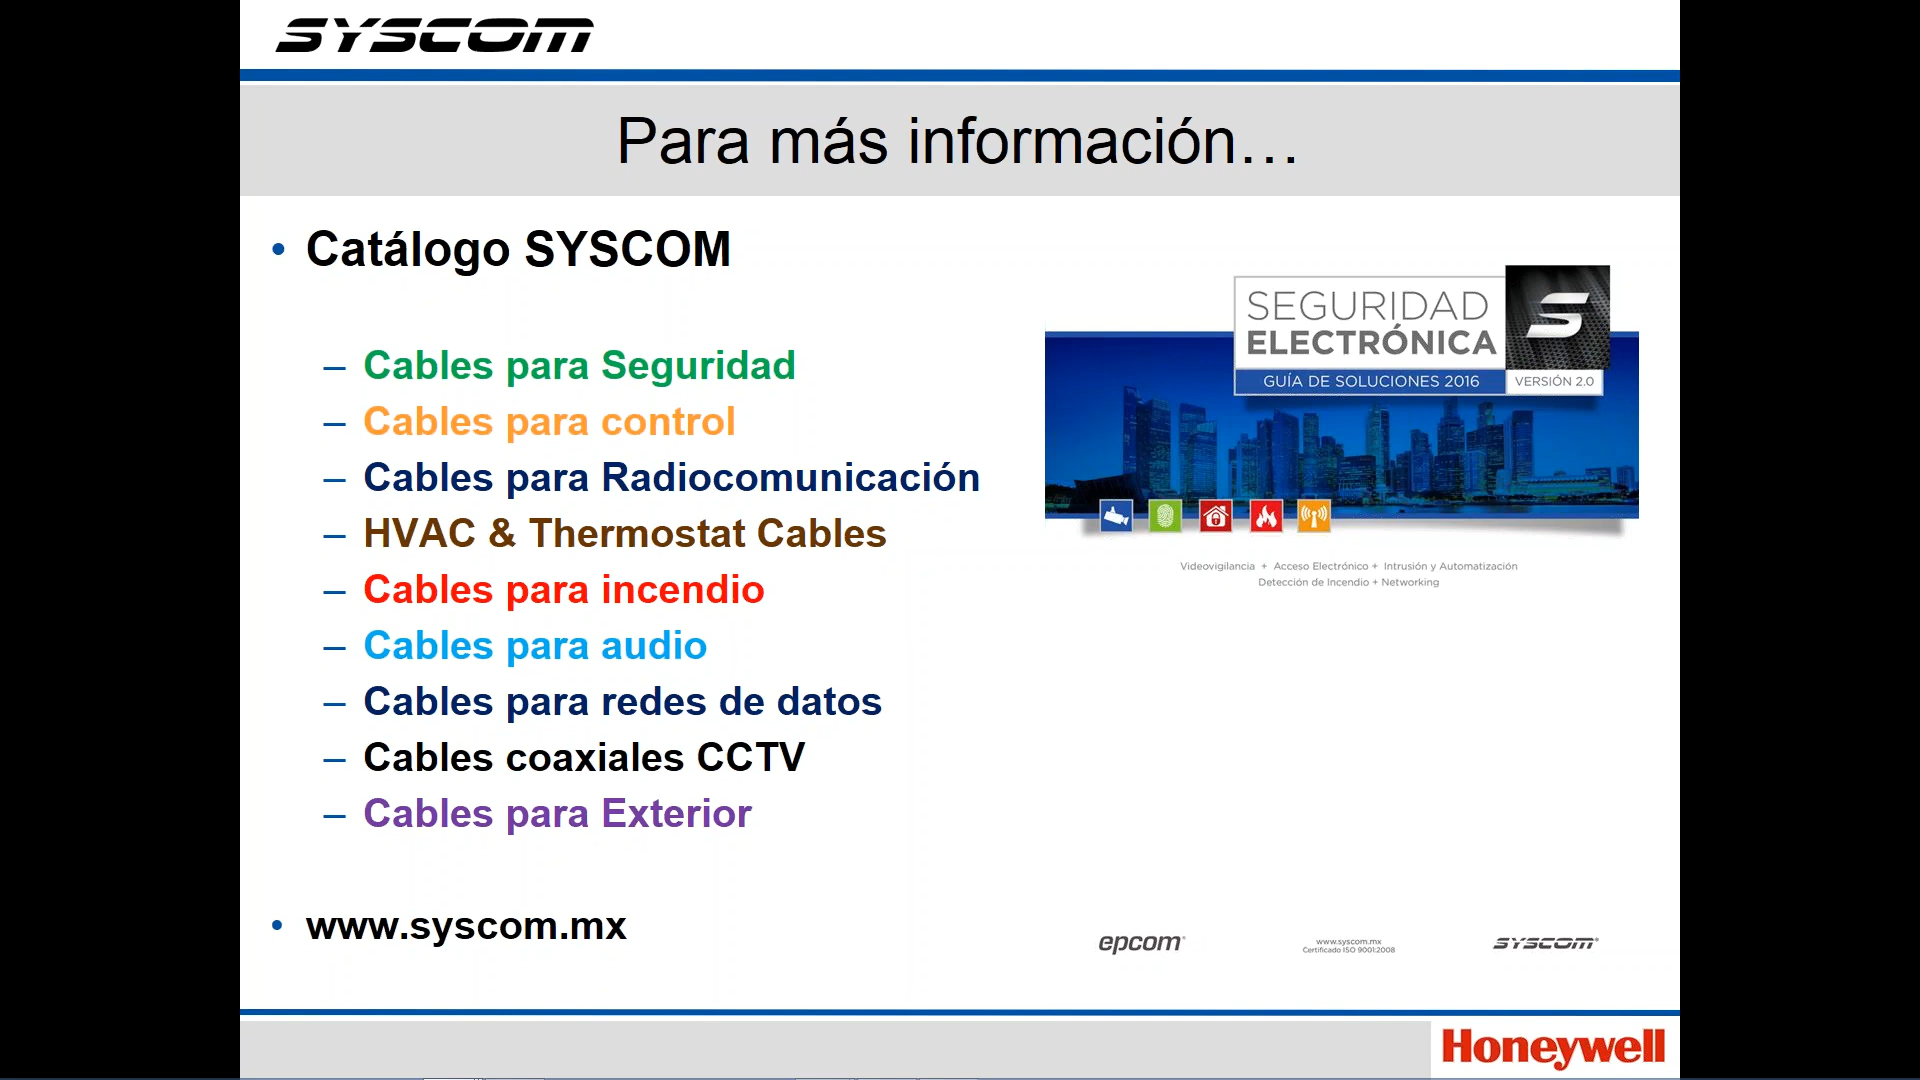 SYSCOM
Para más información…
• Catálogo SYSCOM
– Cables para Seguridad
– Cables para control
– Cables para Radiocomunicación
– HVAC & Thermostat Cables
– Cables para incendio
– Cables para audio
– Cables para redes de datos
– Cables coaxiales CCTV
– Cables para Exterior
• www.syscom.mx
SEGURIDAD
ELECTRÓNICA
S
GUÍA DE SOLUCIONES 2016
VERSIÓN 2.0
Videovigilancia + Acceso Electrónico + Intrusión y Automatización
Detección de Incendio + Networking
epcom®
www.syscom.mx
Certificado ISO 9001:2008
SYSCOM®
Honeywell